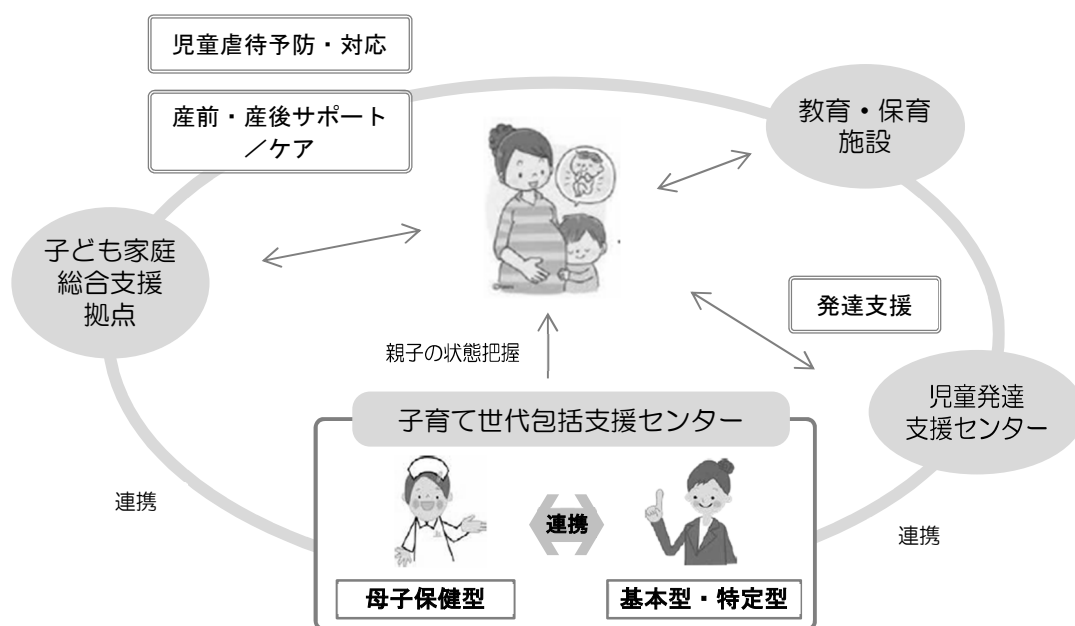 児童虐待予防・対応
産前・産後サポート
／ケア
教育・保育
施設
子ども家庭
総合支援
拠点
発達支援
親子の状態把握
児童発達
支援センター
子育て世代包括支援センター
連携
連携
連携
母子保健型
基本型・特定型